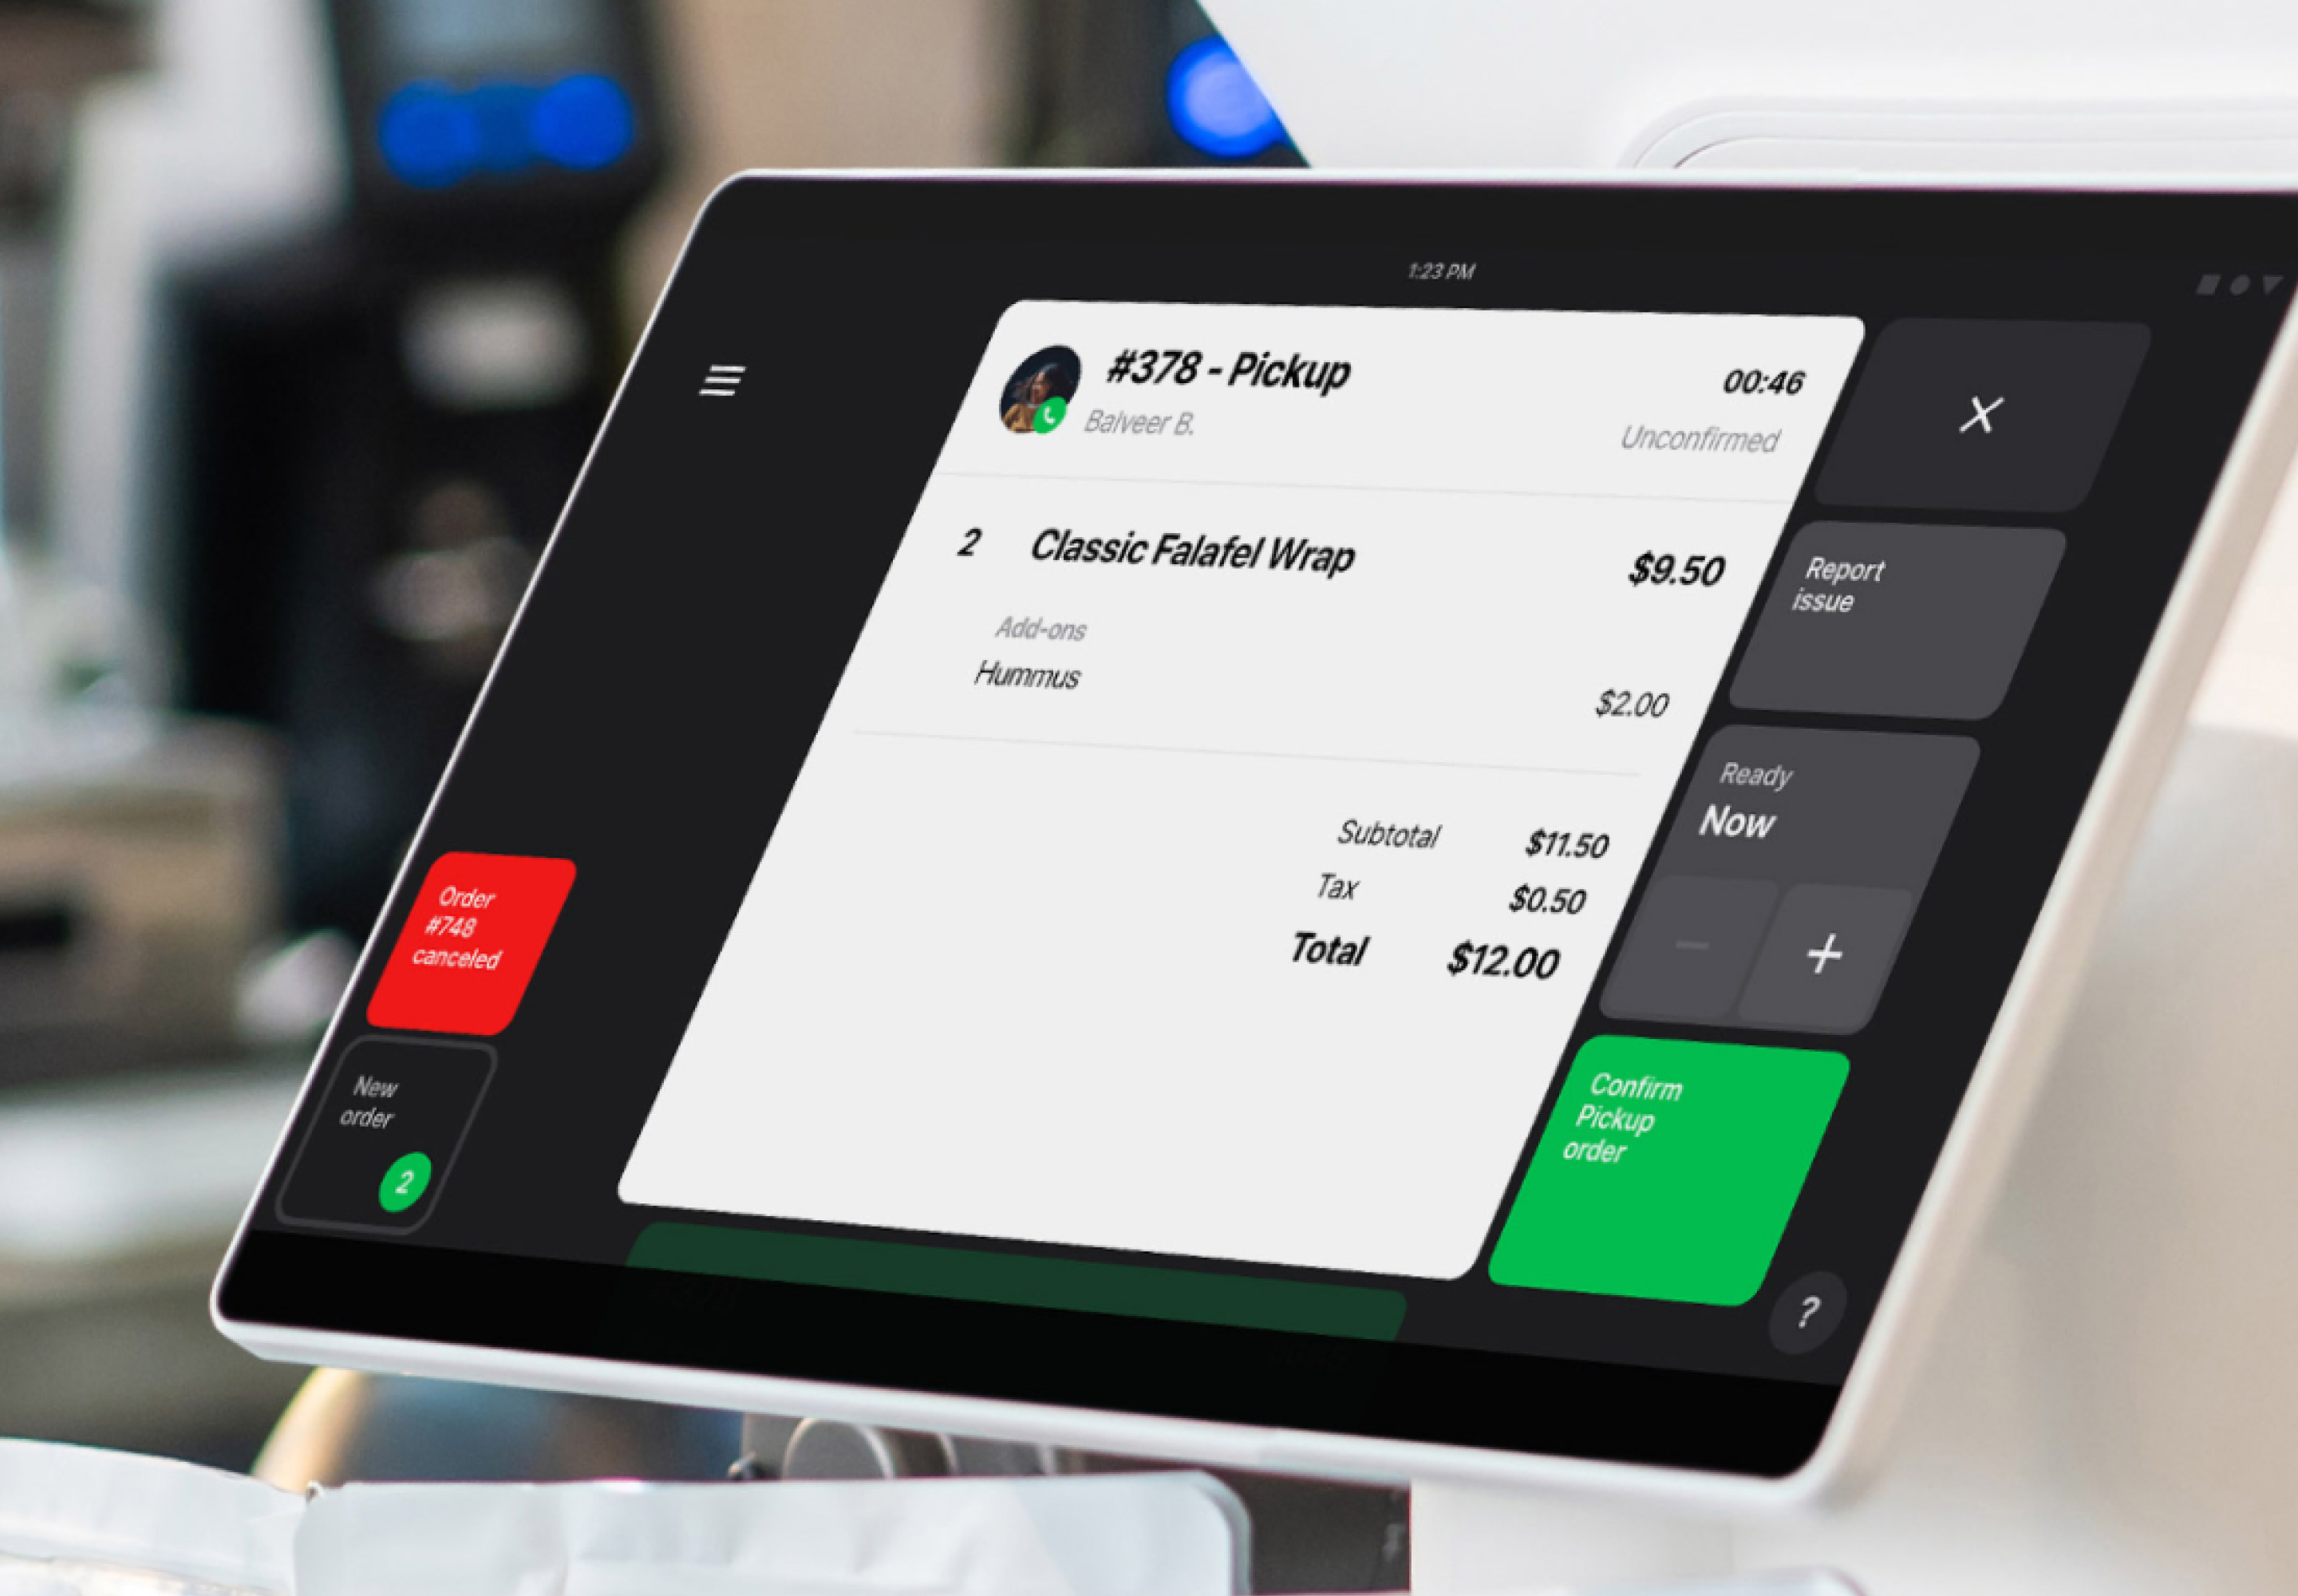 1:23 PM
#378 - Pickup
00:46
Balveer B.
Unconfirmed
2 Classic Falafel Wrap $9.50
Add-ons
Hummus $2.00
Subtotal $11.50
Tax $0.50
Total $12.00
Report
issue
Ready
Now
Confirm
Pickup
order
Order
#748
canceled
New
order
2
?